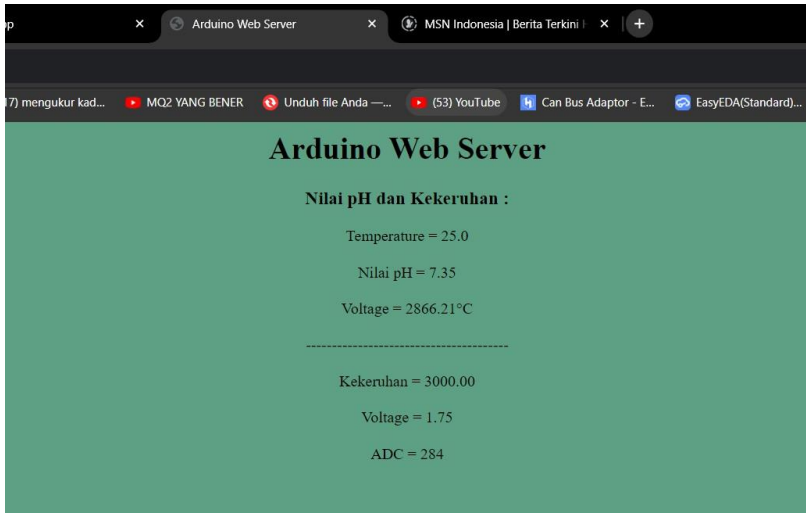 Arduino Web Server
MSN Indonesia | Berita Terkini
17) mengukur kad...
MQ2 YANG BENER
Unduh file Anda —...
(53) YouTube
Can Bus Adaptor - E...
EasyEDA(Standard)...
Arduino Web Server
Nilai pH dan Kekeruhan :
Temperature = 25.0
Nilai pH = 7.35
Voltage = 2866.21°C
---------------------------------------
Kekeruhan = 3000.00
Voltage = 1.75
ADC = 284